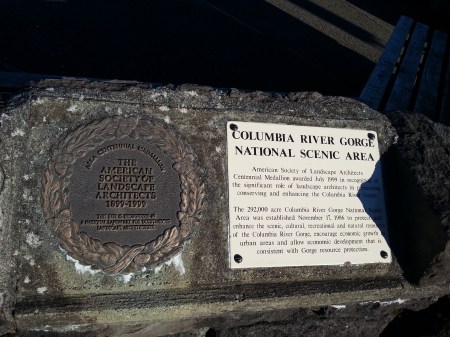 ASLA CENTENNIAL MEDALLION
THE
AMERICAN
SOCIETY OF
LANDSCAPE
ARCHITECTS
1899-1999
COLUMBIA RIVER GORGE
NATIONAL SCENIC AREA
American Society of Landscape Architects
Centennial Medallion awarded July 1999 in
the significant role of landscape architects in
conserving and enhancing the Columbia River
The 292,000 acre Columbia River Gorge National
Area was established November 17, 1986 to
enhance the scenic, cultural, recreational and natural
of the Columbia River Gorge, encourage economic growth
urban areas and allow economic development that is
consistent with Gorge resource protection.